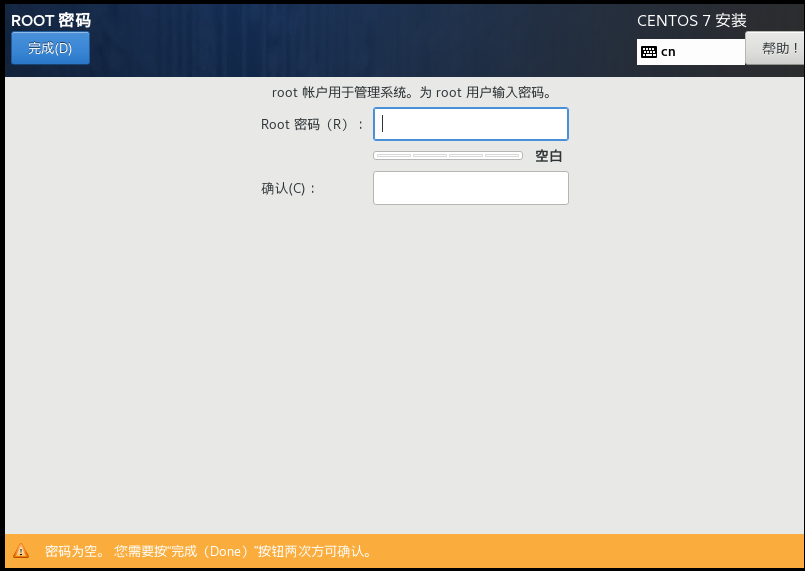 ROOT 密码
CENTOS 7 安装
完成(D)
cn
帮助！
root 帐户用于管理系统。为 root 用户输入密码。
Root 密码（R）：
空白
确认(C)：
密码为空。 您需要按“完成（Done）”按钮两次方可确认。